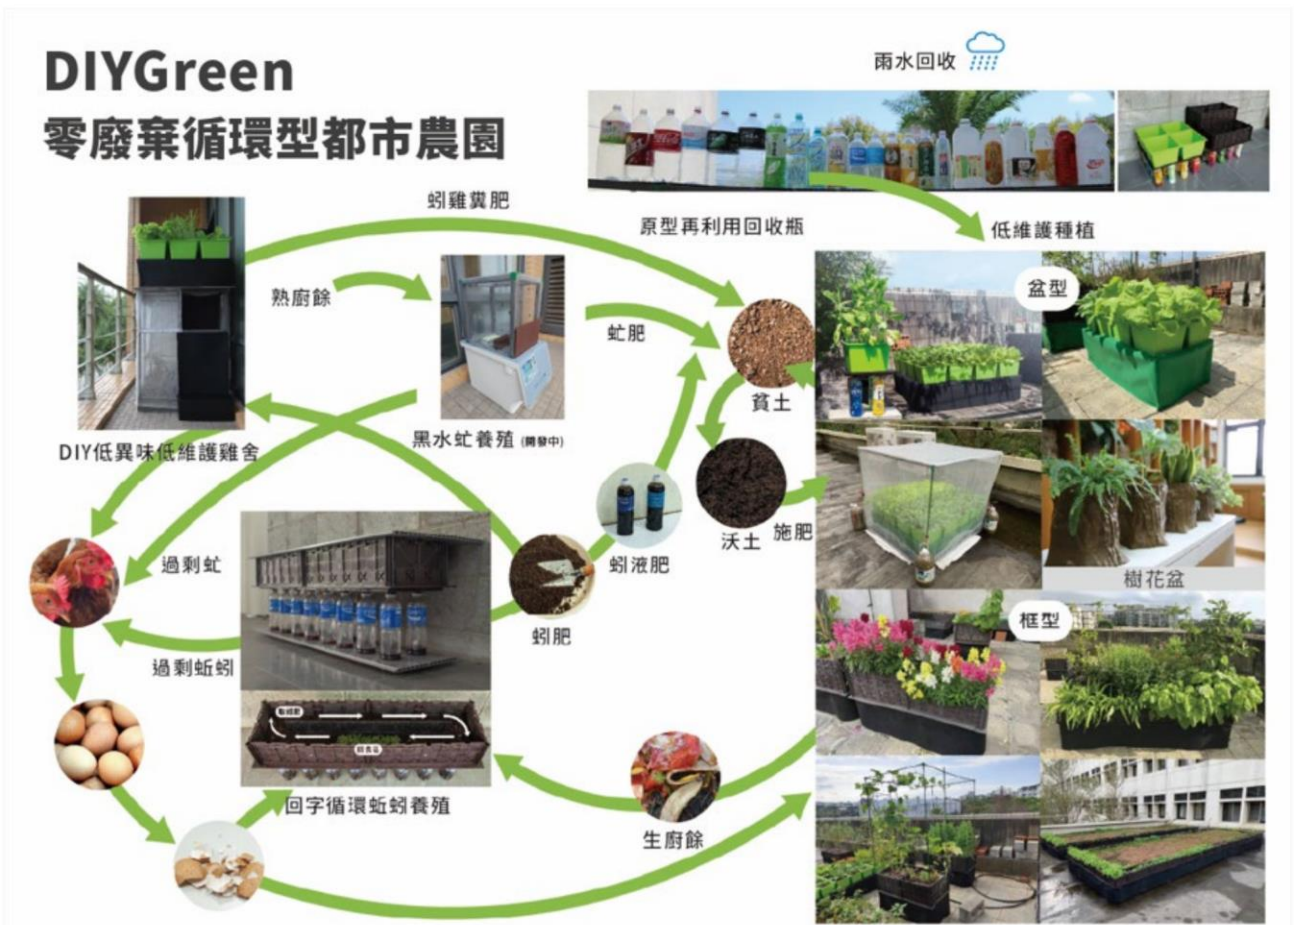 DIYGreen
零廢棄循環型都市農園
雨水回收
蚓雞糞肥
原型再利用回收瓶
低維護種植
熟廚餘
盆型
虻肥
貧土
DIY低異味低維護雞舍
黑水虻養殖 (開發中)
過剩虻
蚓液肥
沃土
施肥
樹花盆
蚓肥
框型
過剩蚯蚓
回字循環蚯蚓養殖
生廚餘